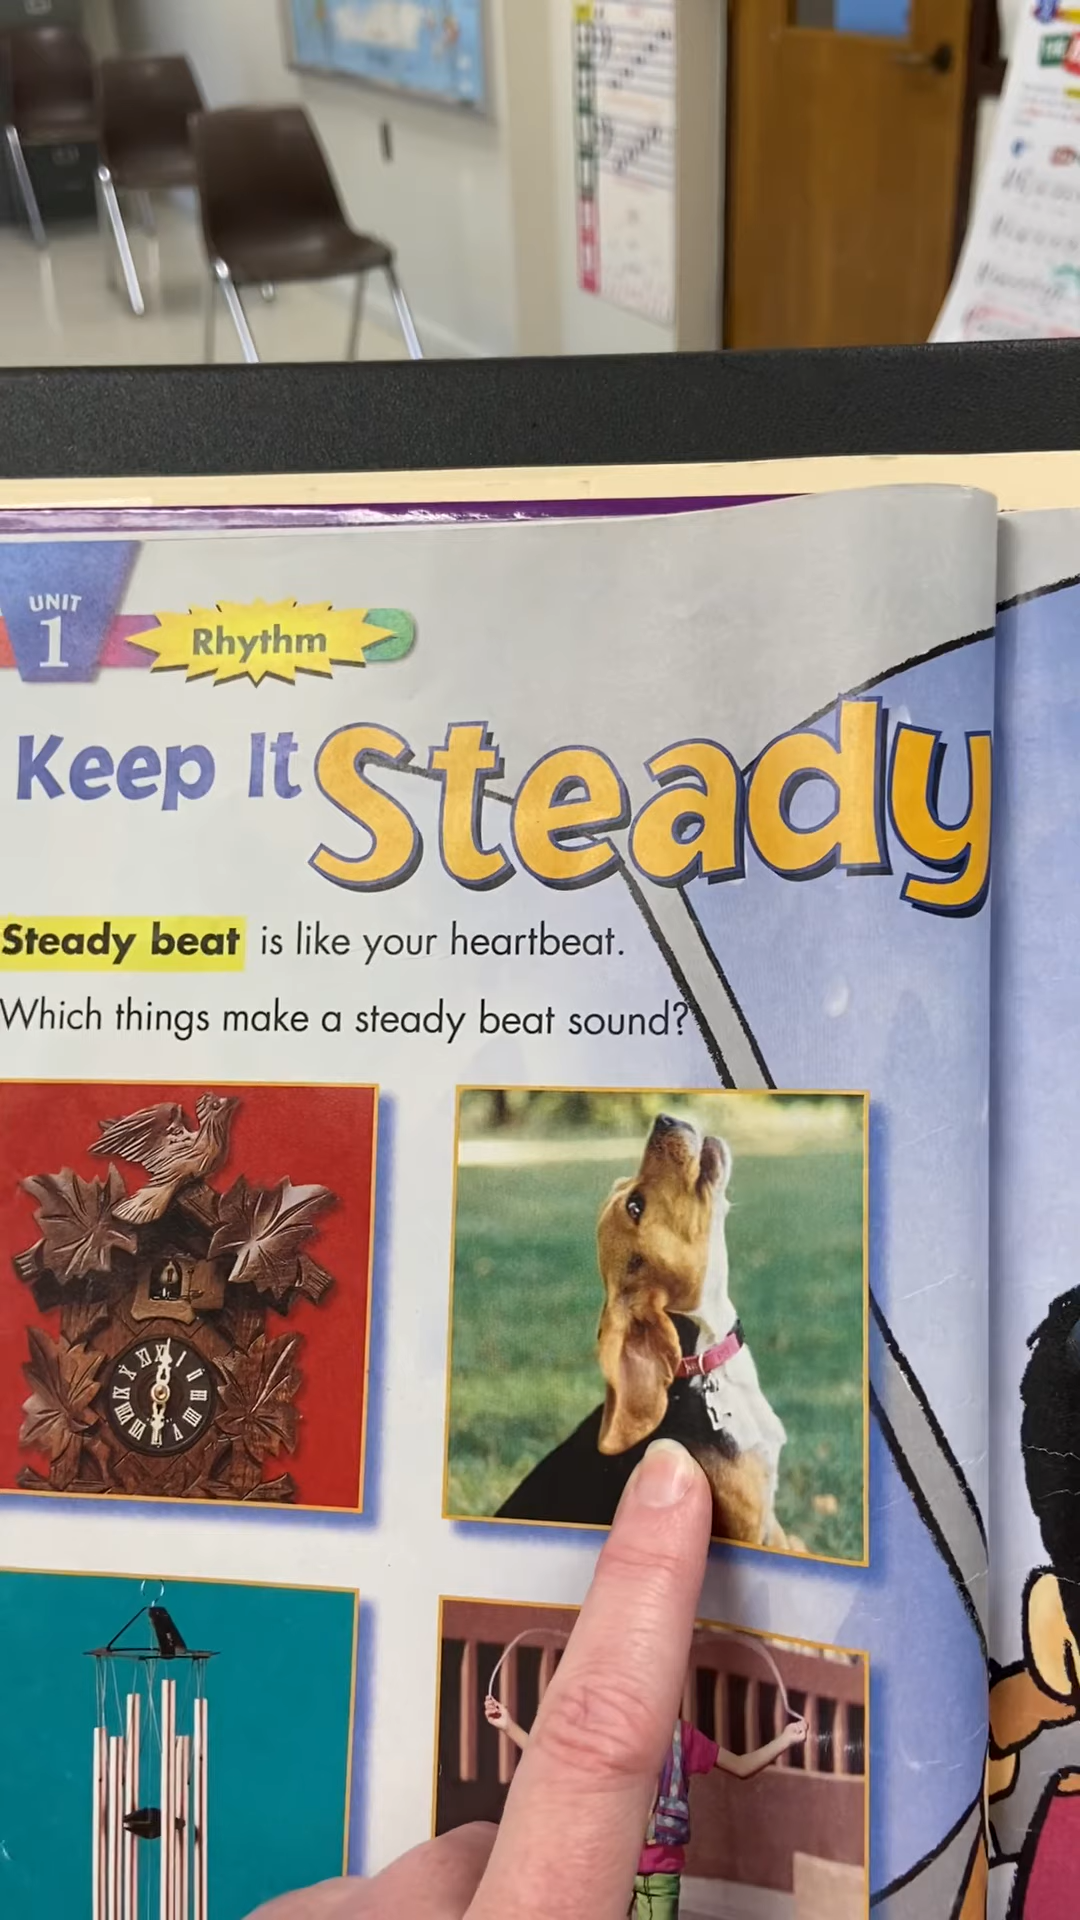 UNIT
1
Rhythm
Keep It Steady
Steady beat is like your heartbeat.
Which things make a steady beat sound?